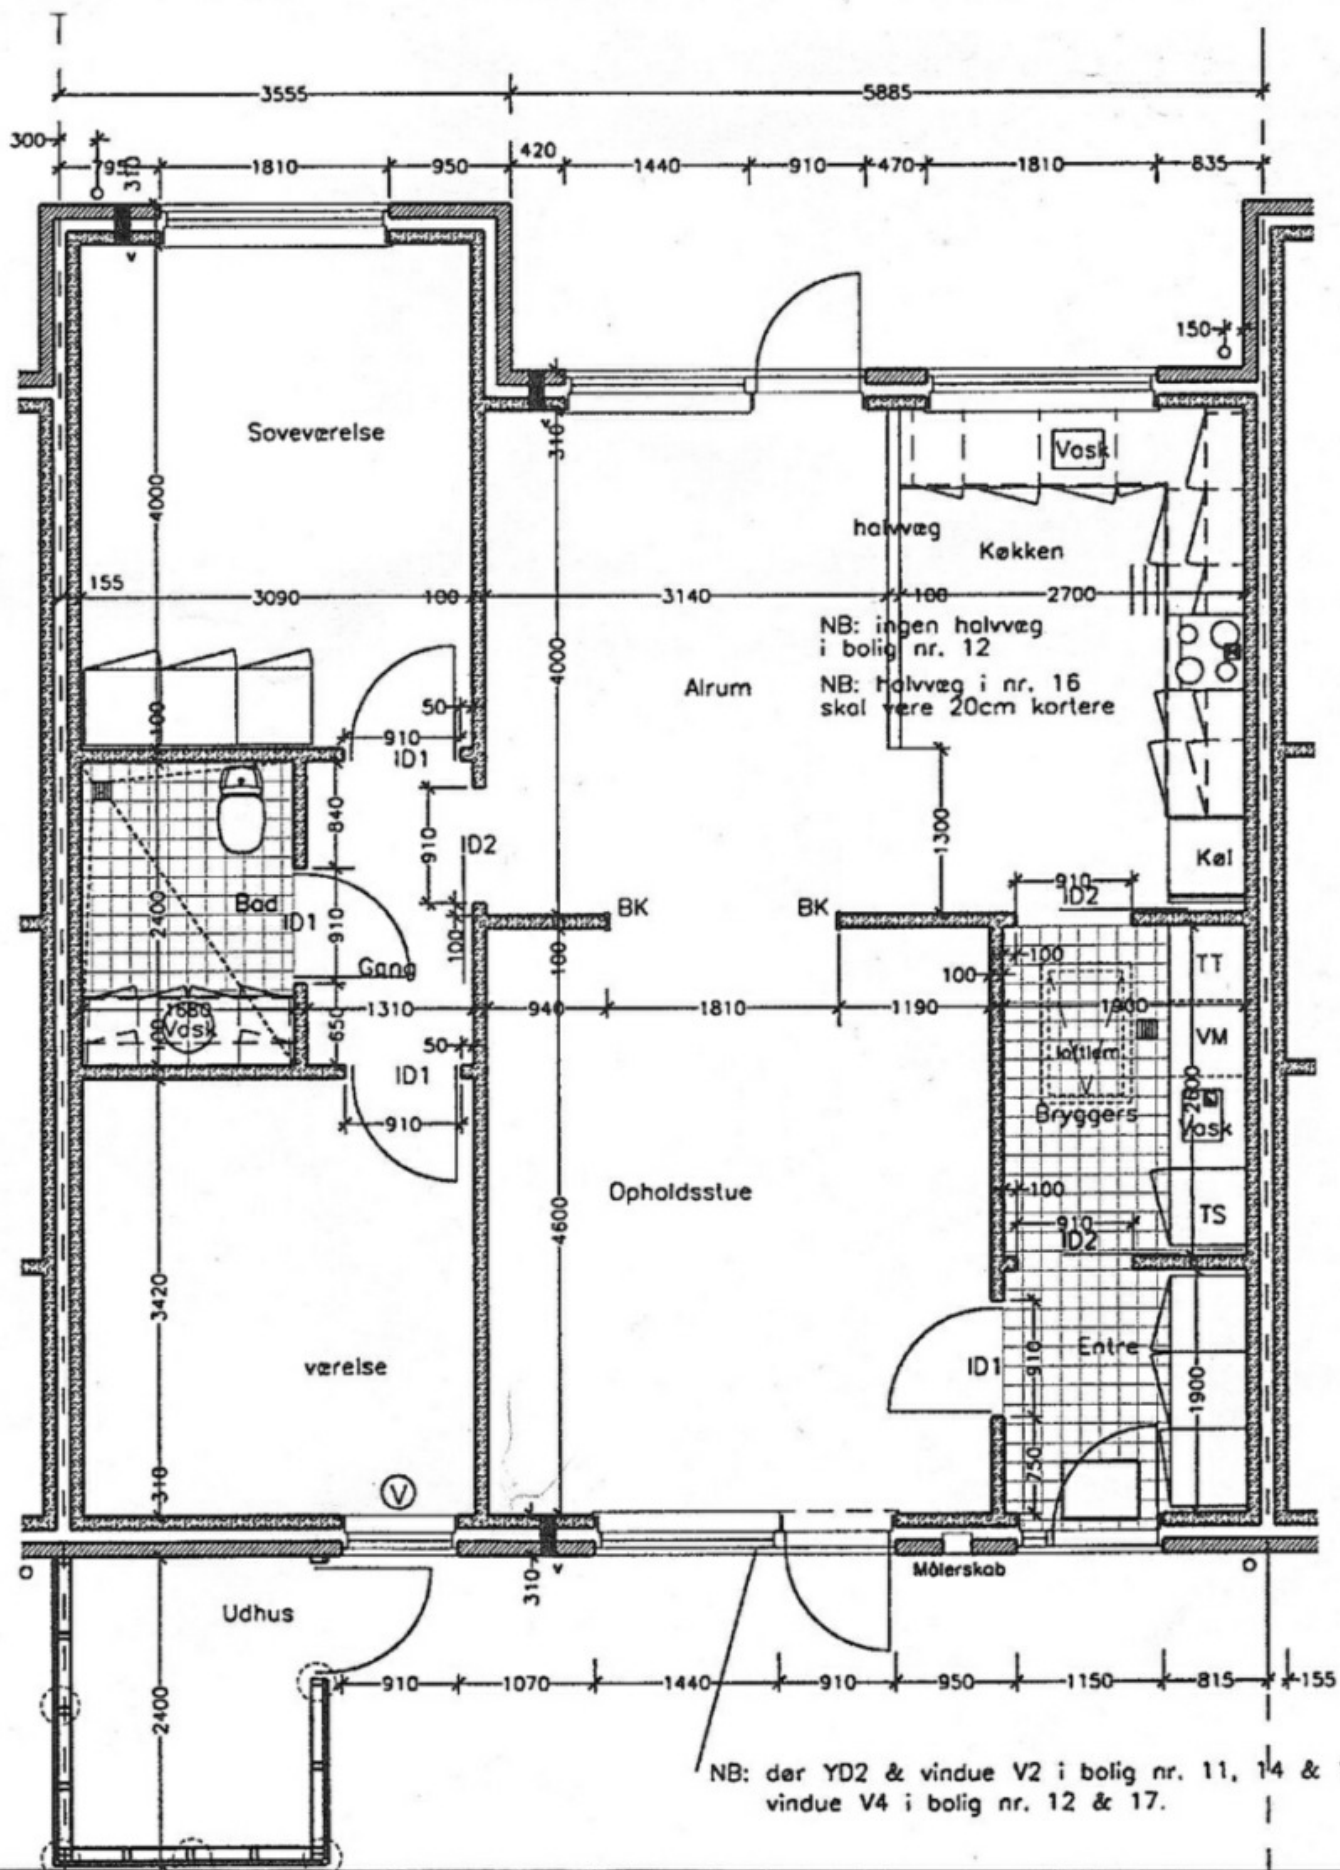 3555
5885
300
795
310
1810
950
420
1440
910
470
1810
835
150
Soveværelse
4000
310
Vask
halvvæg
Køkken
155
3090
100
3140
100
2700
NB: ingen halvvæg
i bolig nr. 12
NB: halvvæg i nr. 16
skal vere 20cm kortere
Alrum
4000
50
100
910
ID1
840
910
ID2
1300
Køl
910
ID2
BK
BK
Bad
2400
ID1
910
Gang
100
100
100
100
TT
1680
1310
940
1810
1190
1900
Vask
100
650
50
ID1
VM
loftlem
2600
Bryggers
Vask
910
Opholdsstue
100
910
ID2
TS
4600
3420
værelse
ID1
910
Entre
1900
750
310
V
310
Målerskab
Udhus
2400
910
1070
1440
910
950
1150
815
155
NB: dør YD2 & vindue V2 i bolig nr. 11, 14 &
vindue V4 i bolig nr. 12 & 17.